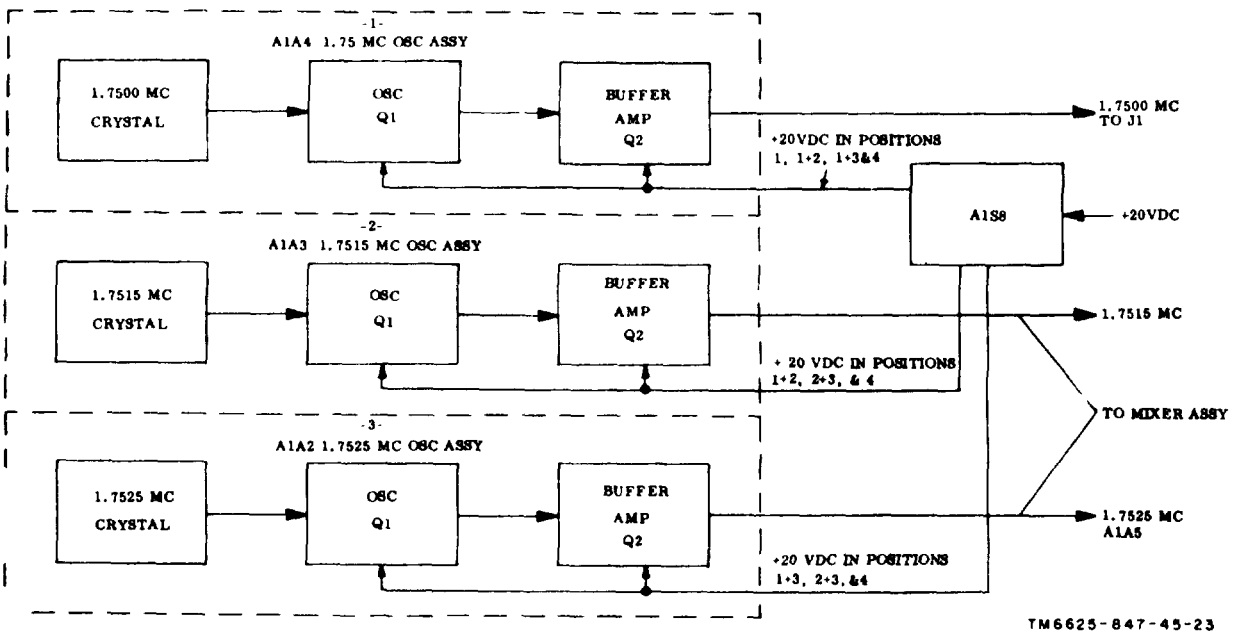 -1-
A1A4 1.75 MC OSC ASSY
1.7500 MC
CRYSTAL
OSC
Q1
BUFFER
AMP
Q2
1.7500 MC
TO J1
+20VDC IN POSITIONS
1, 1+2, 1+3&4
A1S8
+20VDC
-2-
A1A3 1.7515 MC OSC ASSY
1.7515 MC
CRYSTAL
OSC
Q1
BUFFER
AMP
Q2
1.7515 MC
+ 20 VDC IN POSITIONS
1+2, 2+3, & 4
TO MIXER ASSY
-3-
A1A2 1.7525 MC OSC ASSY
1.7525 MC
CRYSTAL
OSC
Q1
BUFFER
AMP
Q2
1.7525 MC
A1A5
+20 VDC IN POSITIONS
1+3, 2+3, &4
TM6625-847-45-23